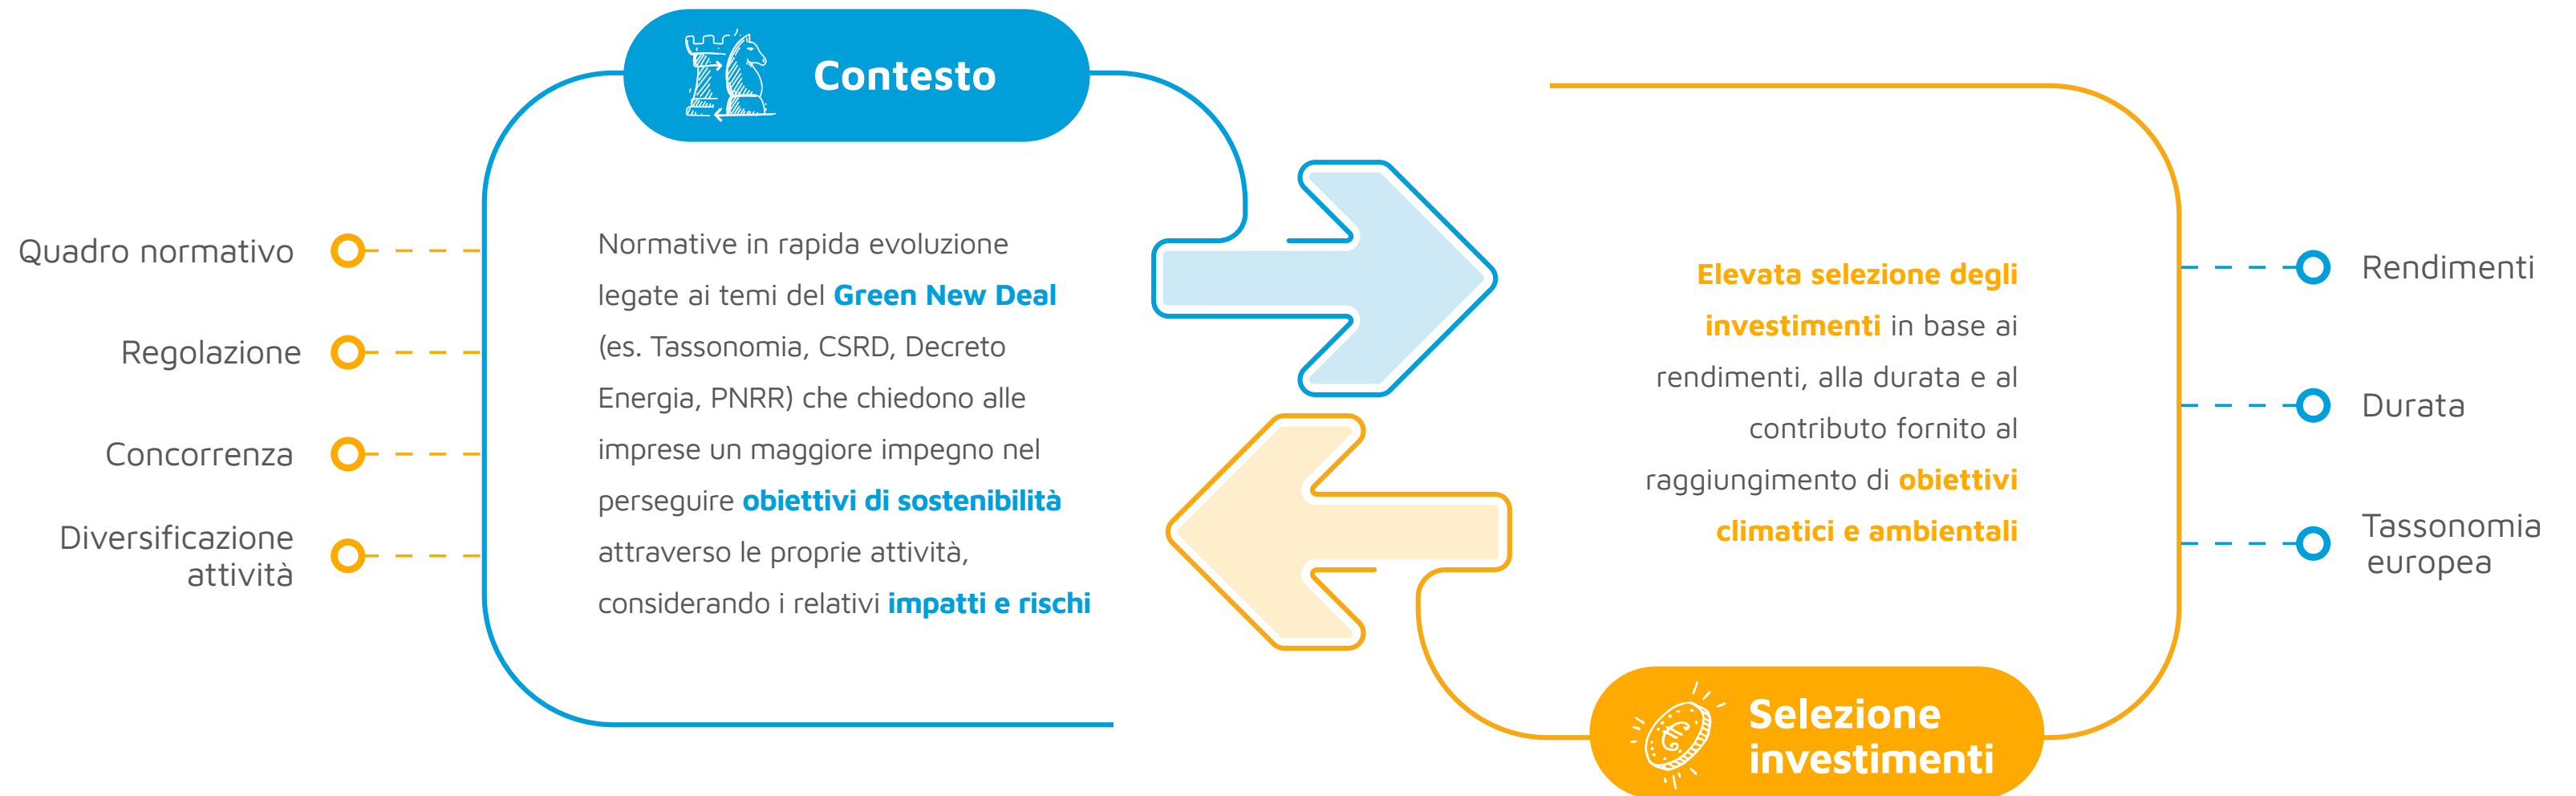 Contesto
Quadro normativo
Regolazione
Concorrenza
Diversificazione
attività
Normative in rapida evoluzione
legate ai temi del Green New Deal
(es. Tassonomia, CSRD, Decreto
Energia, PNRR) che chiedono alle
imprese un maggiore impegno nel
perseguire obiettivi di sostenibilità
attraverso le proprie attività,
considerando i relativi impatti e rischi
Elevata selezione degli
investimenti in base ai
rendimenti, alla durata e al
contributo fornito al
raggiungimento di obiettivi
climatici e ambientali
Rendimenti
Durata
Tassonomia
europea
Selezione
investimenti